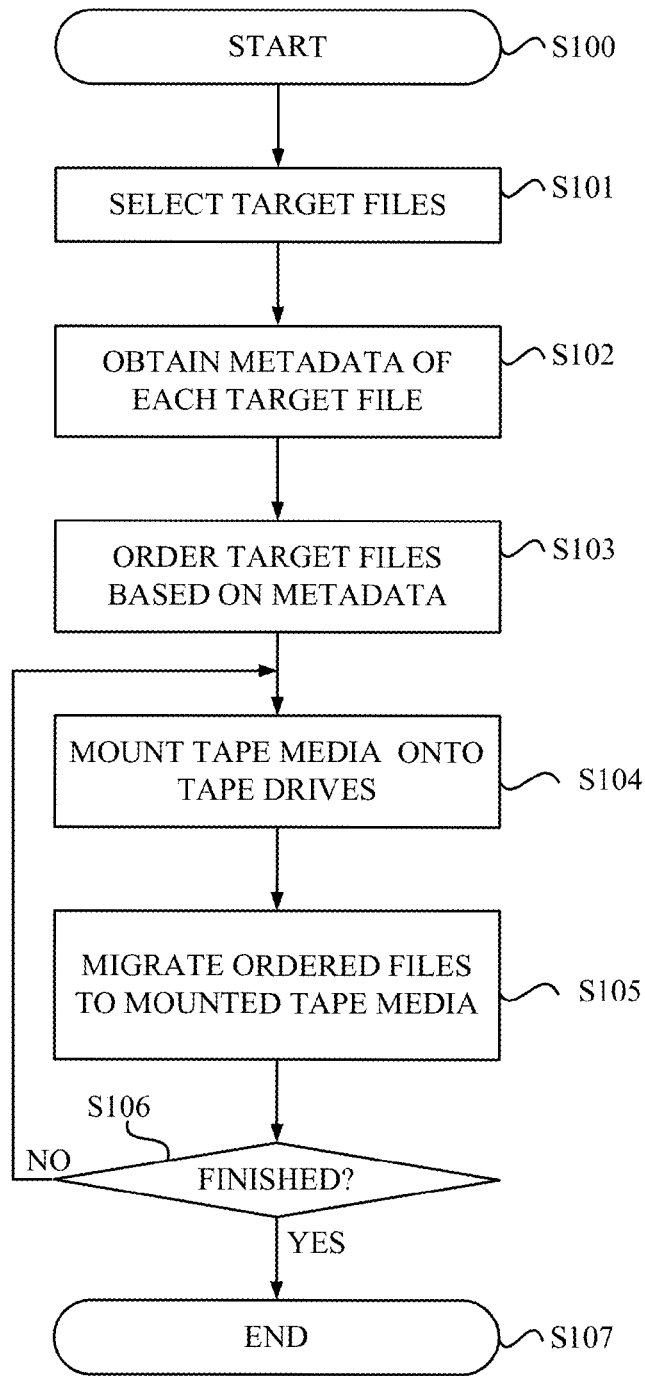 START
S100
SELECT TARGET FILES
S101
OBTAIN METADATA OF
EACH TARGET FILE
S102
ORDER TARGET FILES
BASED ON METADATA
S103
MOUNT TAPE MEDIA ONTO
TAPE DRIVES
S104
MIGRATE ORDERED FILES
TO MOUNTED TAPE MEDIA
S105
S106
NO
FINISHED?
YES
END
S107